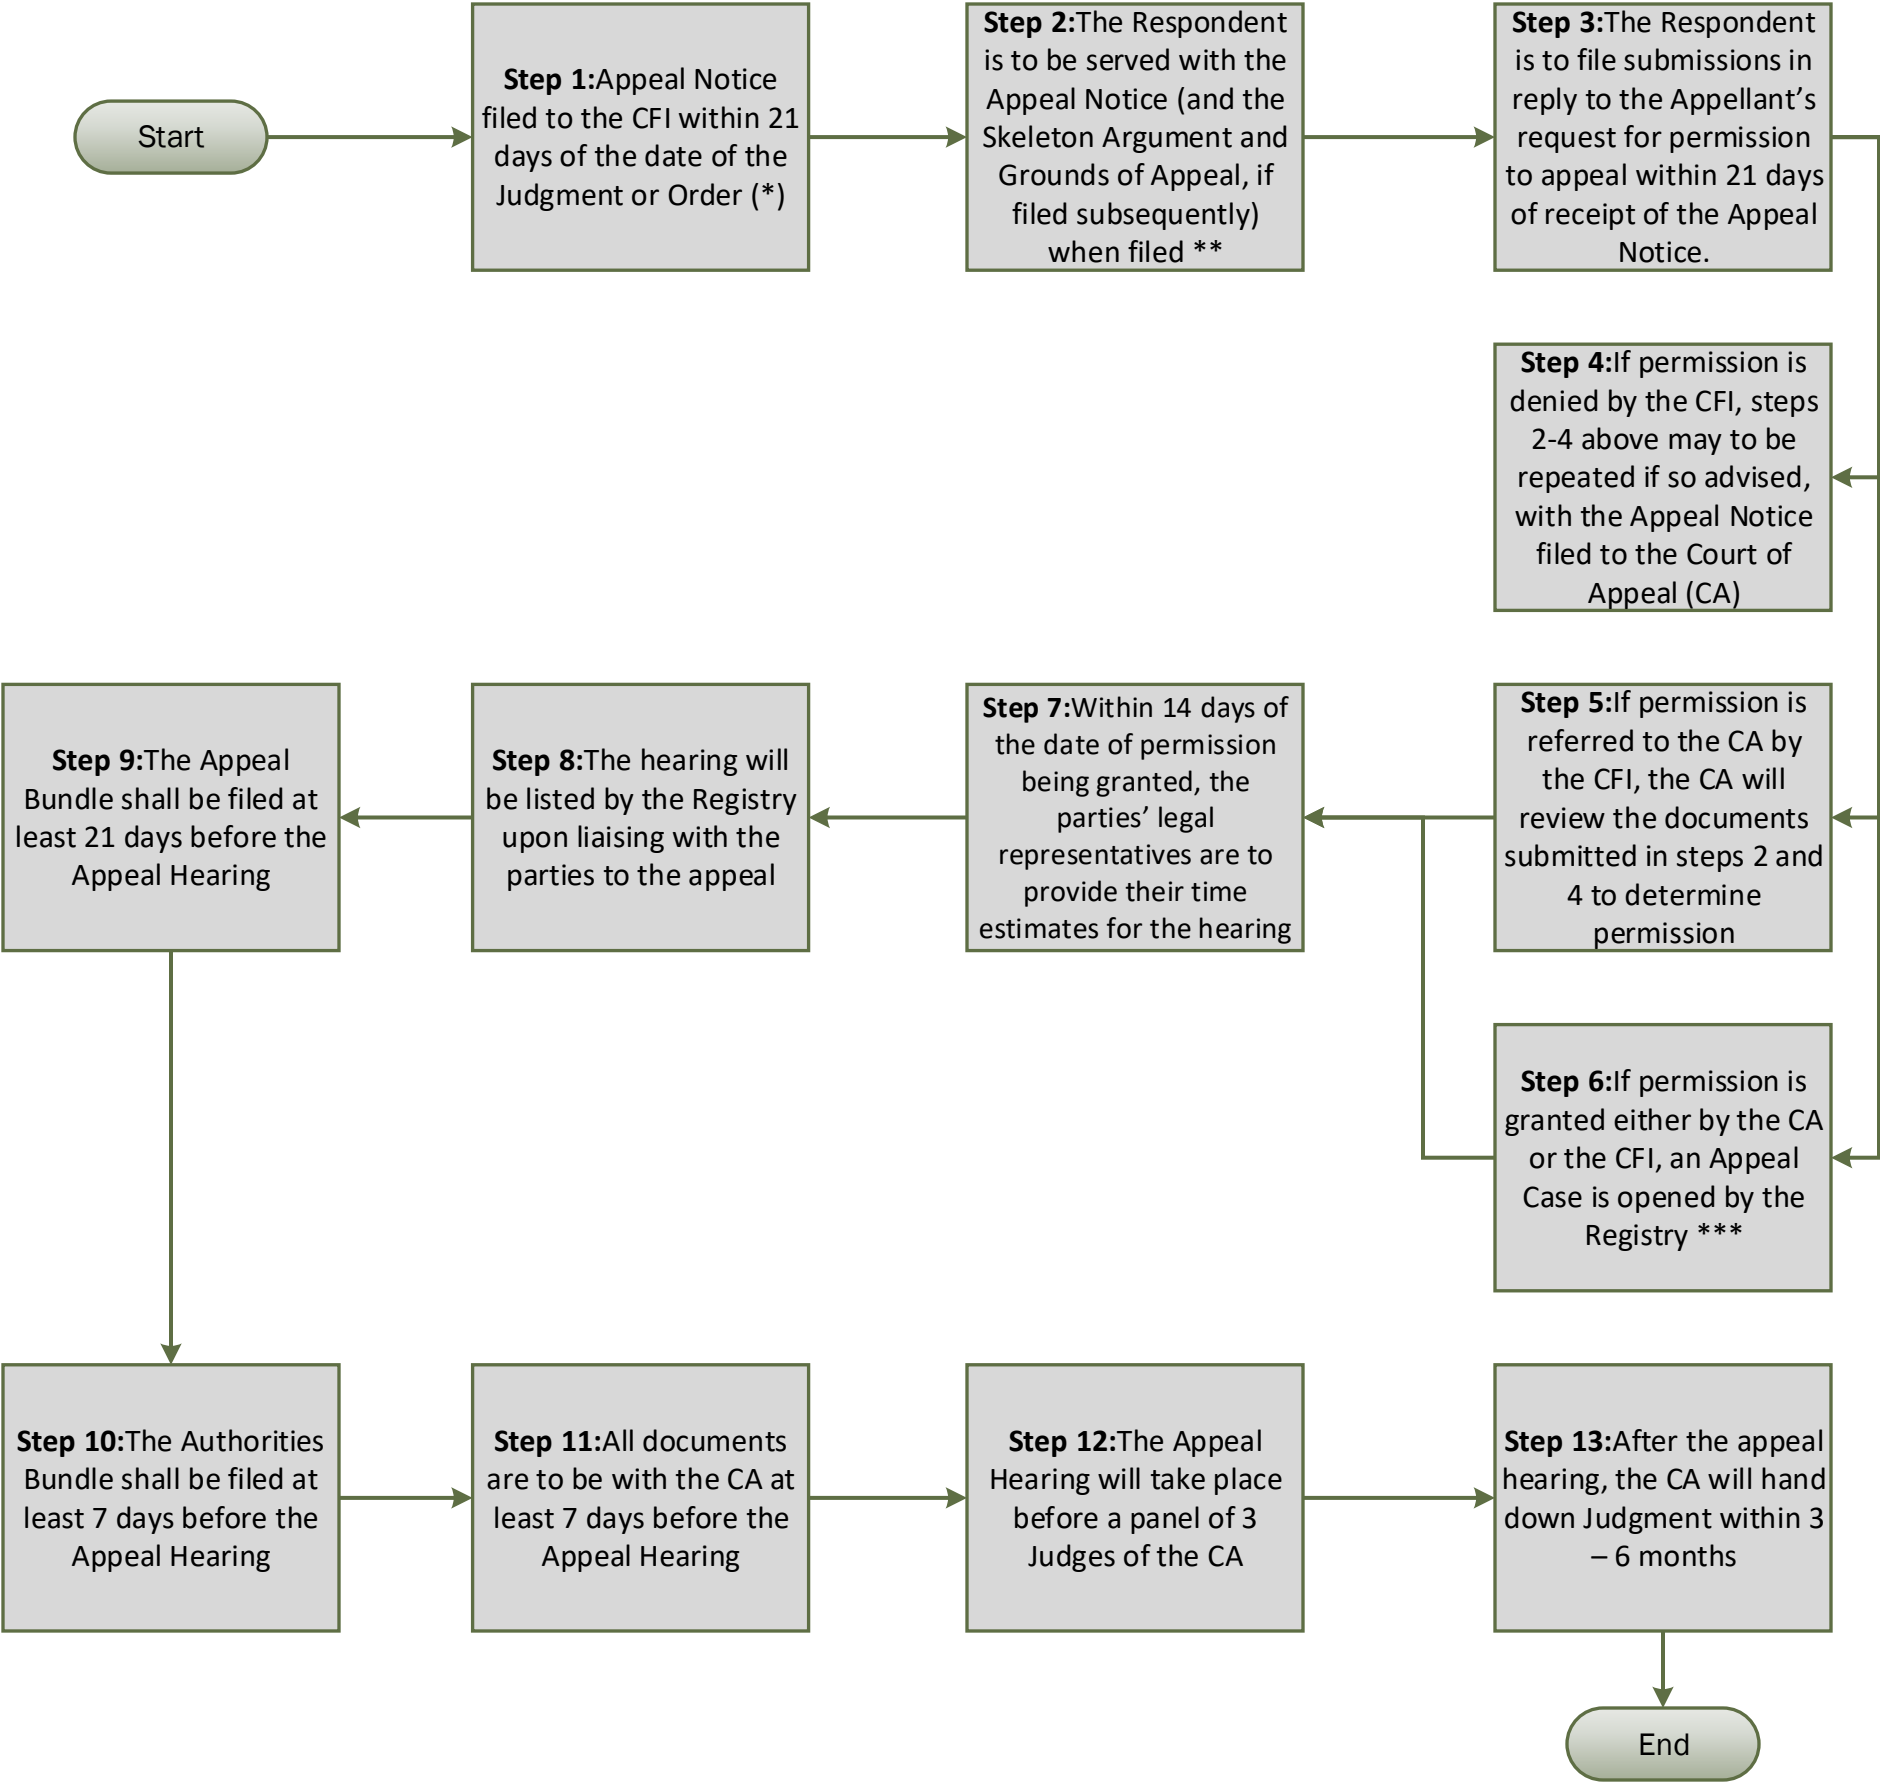 Start
Step 1:Appeal Notice
filed to the CFI within 21
days of the date of the
Judgment or Order (*)
Step 2:The Respondent
is to be served with the
Appeal Notice (and the
Skeleton Argument and
Grounds of Appeal, if
filed subsequently)
when filed **
Step 3:The Respondent
is to file submissions in
reply to the Appellant’s
request for permission
to appeal within 21 days
of receipt of the Appeal
Notice.
Step 4:If permission is
denied by the CFI, steps
2-4 above may to be
repeated if so advised,
with the Appeal Notice
filed to the Court of
Appeal (CA)
Step 5:If permission is
referred to the CA by
the CFI, the CA will
review the documents
submitted in steps 2 and
4 to determine
permission
Step 6:If permission is
granted either by the CA
or the CFI, an Appeal
Case is opened by the
Registry ***
Step 7:Within 14 days of
the date of permission
being granted, the
parties’ legal
representatives are to
provide their time
estimates for the hearing
Step 8:The hearing will
be listed by the Registry
upon liaising with the
parties to the appeal
Step 9:The Appeal
Bundle shall be filed at
least 21 days before the
Appeal Hearing
Step 10:The Authorities
Bundle shall be filed at
least 7 days before the
Appeal Hearing
Step 11:All documents
are to be with the CA at
least 7 days before the
Appeal Hearing
Step 12:The Appeal
Hearing will take place
before a panel of 3
Judges of the CA
Step 13:After the appeal
hearing, the CA will hand
down Judgment within 3
– 6 months
End